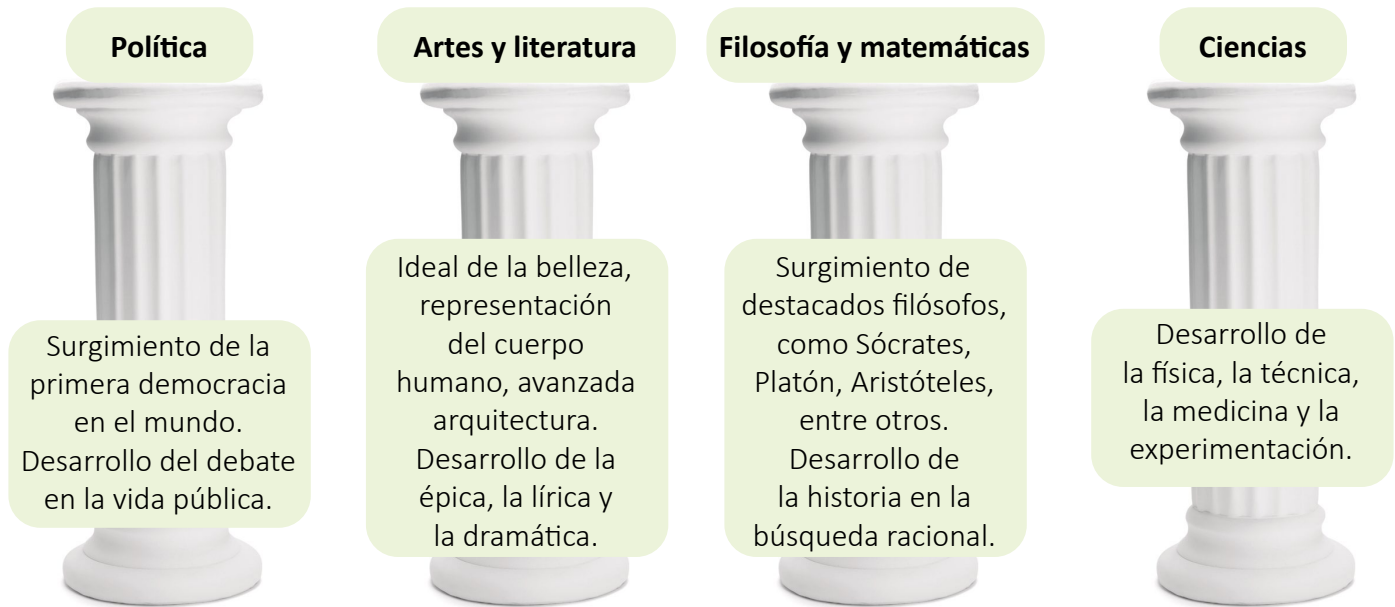 Política
Surgimiento de la
primera democracia
en el mundo.
Desarrollo del debate
en la vida pública.
Artes y literatura
Ideal de la belleza,
representación
del cuerpo
humano, avanzada
arquitectura.
Desarrollo de la
épica, la lírica y
la dramática.
Filosofía y matemáticas
Surgimiento de
destacados filósofos,
como Sócrates,
Platón, Aristóteles,
entre otros.
Desarrollo de
la historia en la
búsqueda racional.
Ciencias
Desarrollo de
la física, la técnica,
la medicina y la
experimentación.